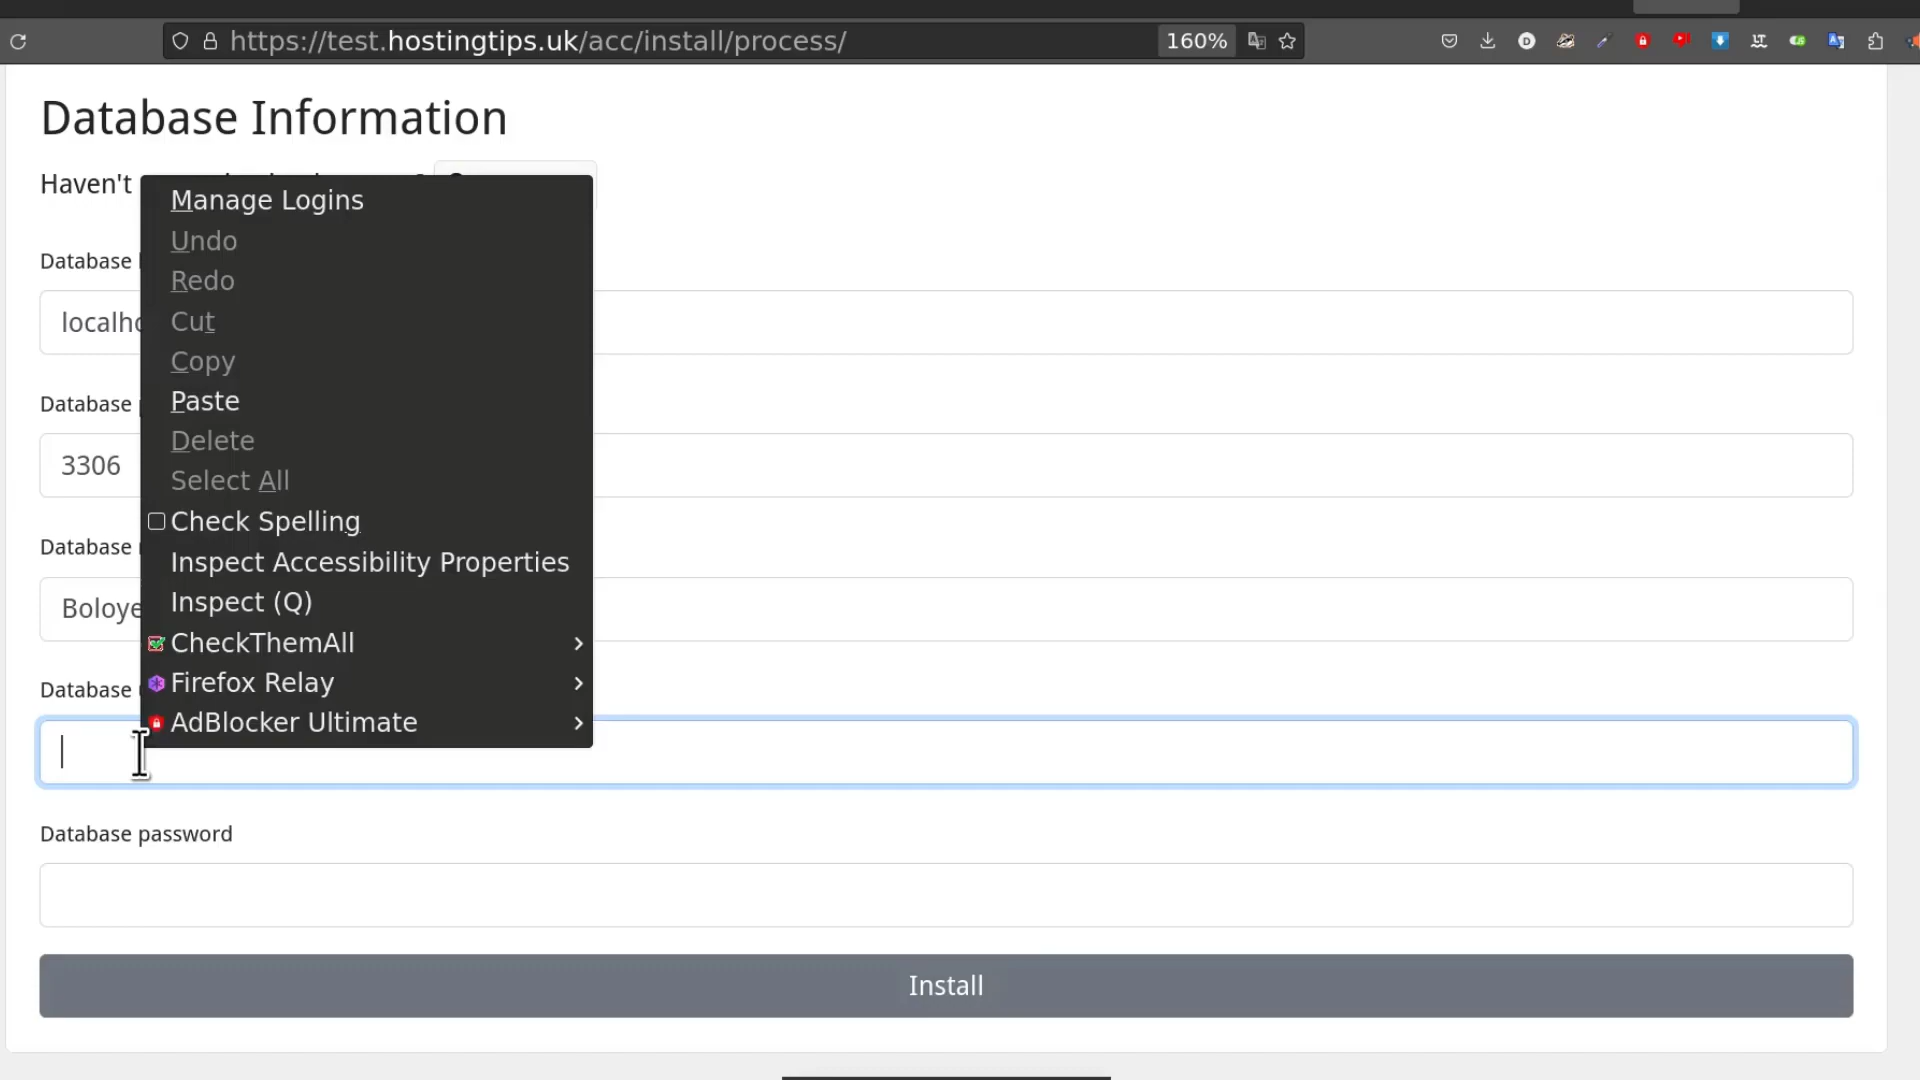 https://test.hostingtips.uk/acc/install/process/
160%
Database Information
Haven't
Manage Logins
Undo
Redo
Cut
Copy
Paste
Delete
Select All
Check Spelling
Inspect Accessibility Properties
Inspect (Q)
CheckThemAll
Firefox Relay
AdBlocker Ultimate
Database
Database
3306
Database
Database
Database password
Install